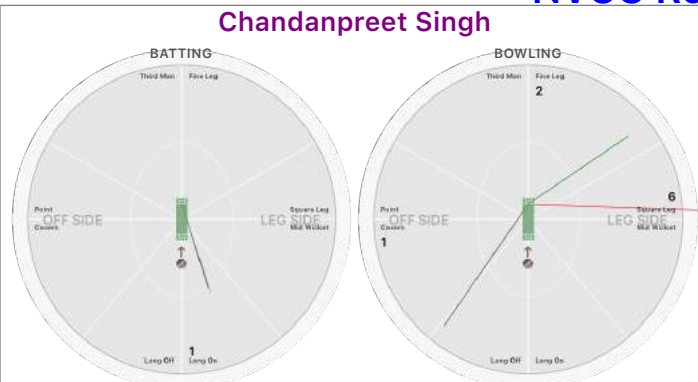 Chandanpreet Singh
BATTING
BOWLING
Third Man
Fine Leg
Third Man
Fine Leg
2
6
Point
Square Leg
Point
Square Leg
OFF SIDE
LEG SIDE
OFF SIDE
LEG SIDE
Covers
Mid Wicket
Covers
Mid Wicket
1
1
Long Off
Long On
Long Off
Long On